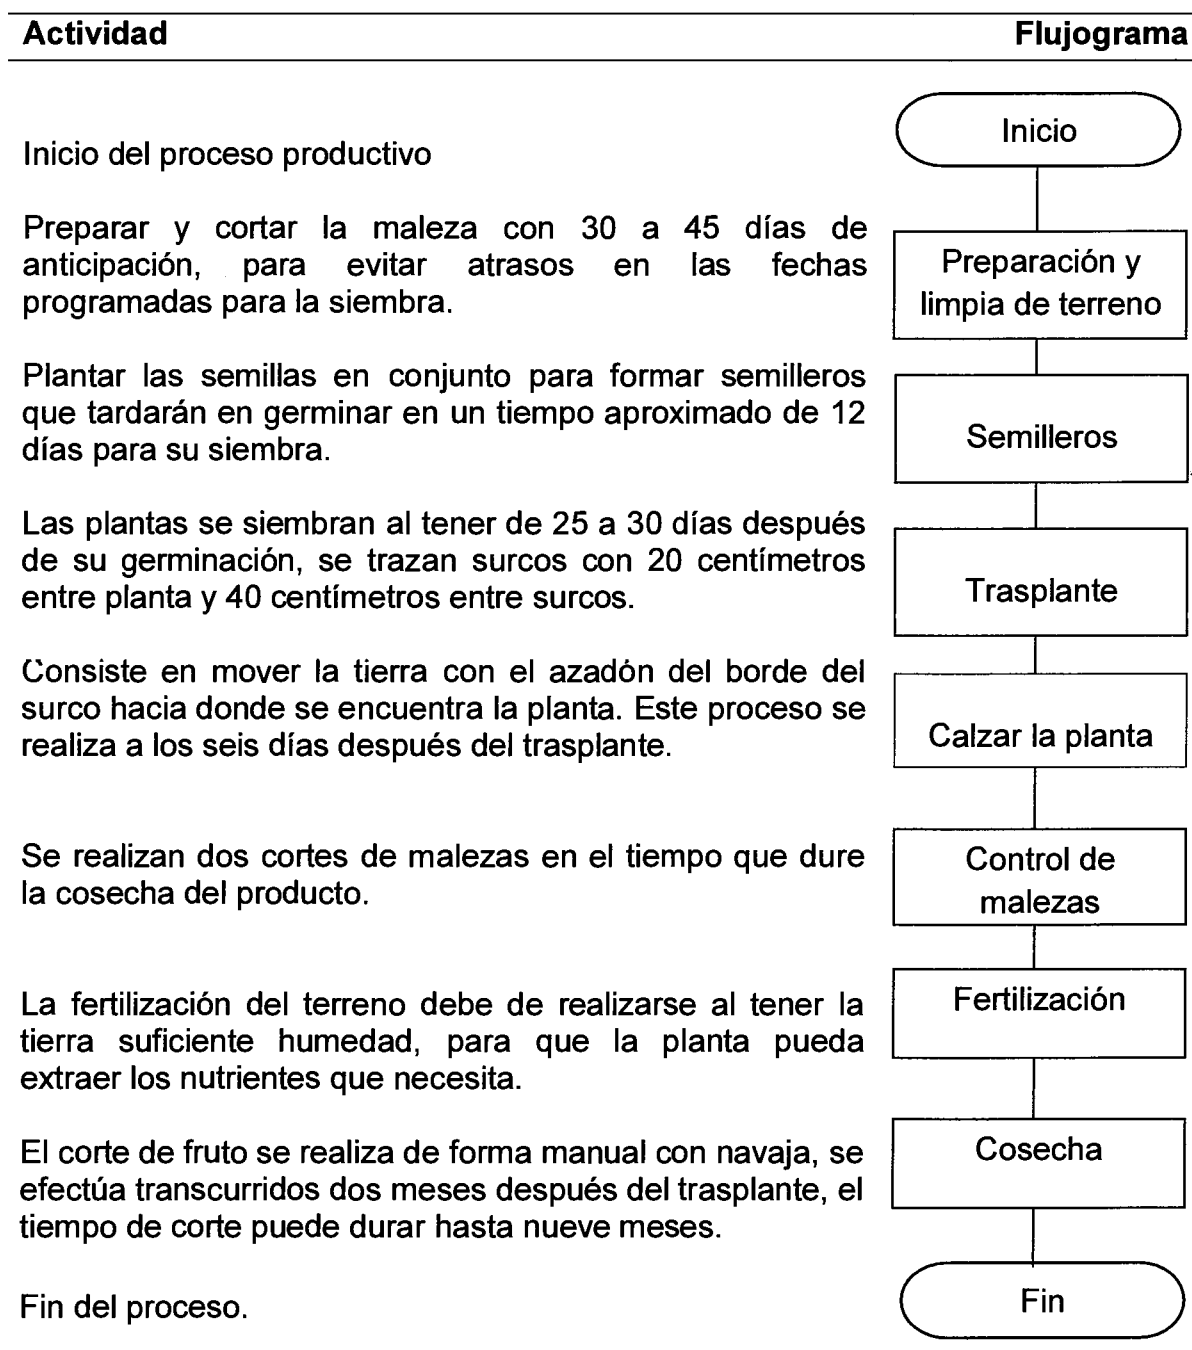 Actividad Flujograma
Inicio
Inicio del proceso productivo
Preparar y cortar la maleza con 30 a 45 días de
anticipación, para evitar atrasos en las fechas
programadas para la siembra.
Preparación y
limpia de terreno
Plantar las semillas en conjunto para formar semilleros
que tardarán en germinar en un tiempo aproximado de 12
días para su siembra.
Semilleros
Las plantas se siembran al tener de 25 a 30 días después
de su germinación, se trazan surcos con 20 centímetros
entre planta y 40 centímetros entre surcos.
Trasplante
Consiste en mover la tierra con el azadón del borde del
surco hacia donde se encuentra la planta. Este proceso se
realiza a los seis días después del trasplante.
Calzar la planta
Se realizan dos cortes de malezas en el tiempo que dure
la cosecha del producto.
Control de
malezas
La fertilización del terreno debe de realizarse al tener la
tierra suficiente humedad, para que la planta pueda
extraer los nutrientes que necesita.
Fertilización
El corte de fruto se realiza de forma manual con navaja, se
efectúa transcurridos dos meses después del trasplante, el
tiempo de corte puede durar hasta nueve meses.
Cosecha
Fin del proceso.
Fin